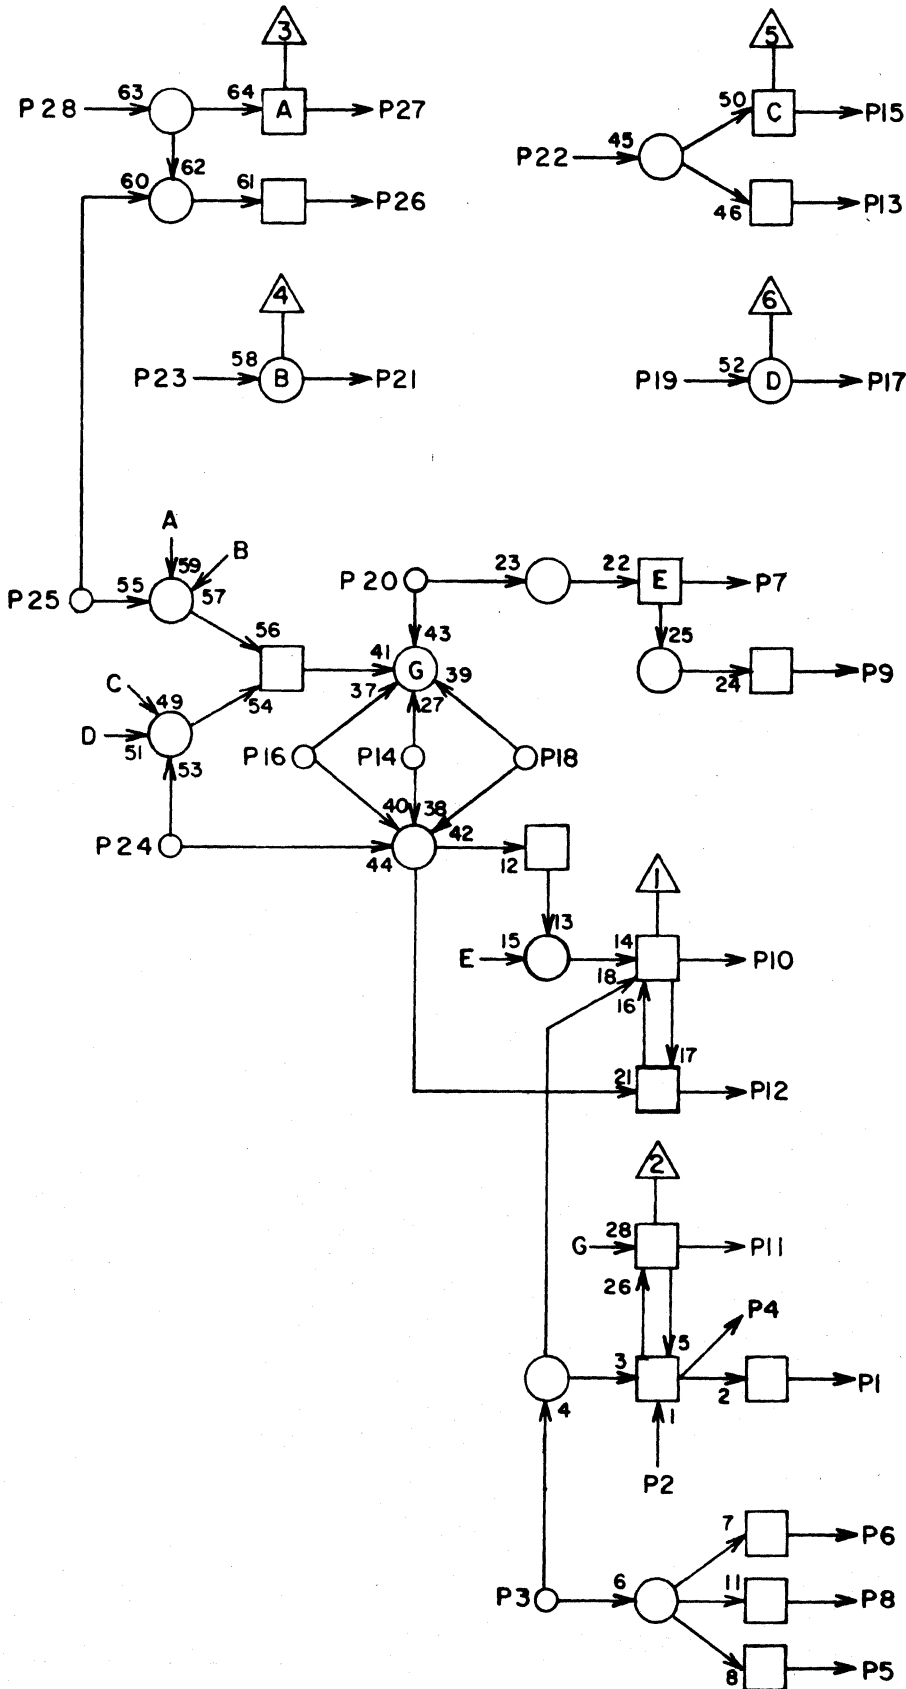 3 5
P28 63 64 A P27 50 C P15
P22 45
62
60 61 P26 46 P13
4 6
58 52
P23 B P21 P19 D P17
A
B
59
P25 55 57
P20 23 22 E P7
56 43 25
41 G 39
37 27
24 P9
C 49 54
D 51
53
P16 P14 P18
40 38
42
P24 44 12
1
13
E 15 14 P10
18
16
17
21 P12
2
G 28 P11
26
P4
5
3 2 P1
4 1
P2
7 P6
P3 6 11 P8
8 P5